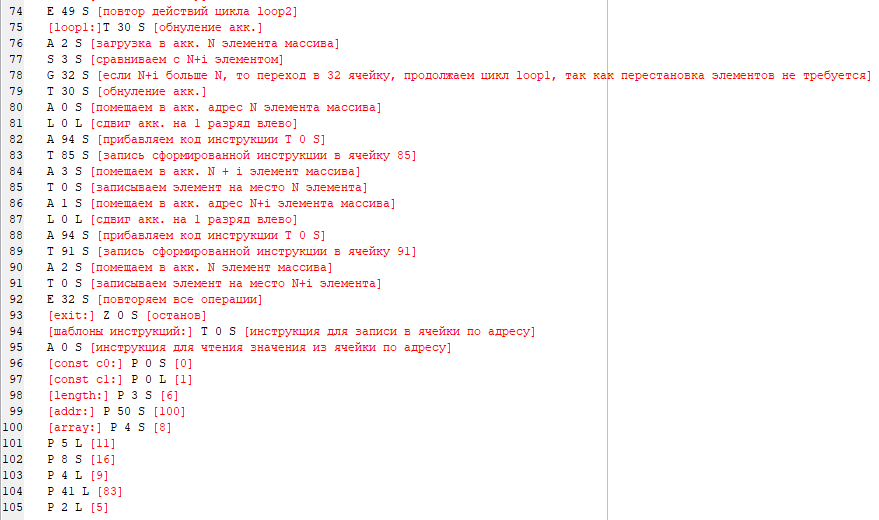 74 E 49 S [повтор действий цикла loop2]
75 [loop1:]T 30 S [обнуление акк.]
76 A 2 S [загрузка в акк. N элемента массива]
77 S 3 S [сравниваем с N+i элементом]
78 G 32 S [если N+i больше N, то переход в 32 ячейку, продолжаем цикл loop1, так как перестановка элементов не требуется]
79 T 30 S [обнуление акк.]
80 A 0 S [помещаем в акк. адрес N элемента массива]
81 L 0 L [сдвиг акк. на 1 разряд влево]
82 A 94 S [прибавляем код инструкции T 0 S]
83 T 85 S [запись сформированной инструкции в ячейку 85]
84 A 3 S [помещаем в акк. N + i элемент массива]
85 T 0 S [записываем элемент на место N элемента]
86 A 1 S [помещаем в акк. адрес N+i элемента массива]
87 L 0 L [сдвиг акк. на 1 разряд влево]
88 A 94 S [прибавляем код инструкции T 0 S]
89 T 91 S [запись сформированной инструкции в ячейку 91]
90 A 2 S [помещаем в акк. N элемент массива]
91 T 0 S [записываем элемент на место N+i элемента]
92 E 32 S [повторяем все операции]
93 [exit:] Z 0 S [останов]
94 [шаблоны инструкций:] T 0 S [инструкция для записи в ячейки по адресу]
95 A 0 S [инструкция для чтения значения из ячейки по адресу]
96 [const c0:] P 0 S [0]
97 [const c1:] P 0 L [1]
98 [length:] P 3 S [6]
99 [addr:] P 50 S [100]
100 [array:] P 4 S [8]
101 P 5 L [11]
102 P 8 S [16]
103 P 4 L [9]
104 P 41 L [83]
105 P 2 L [5]